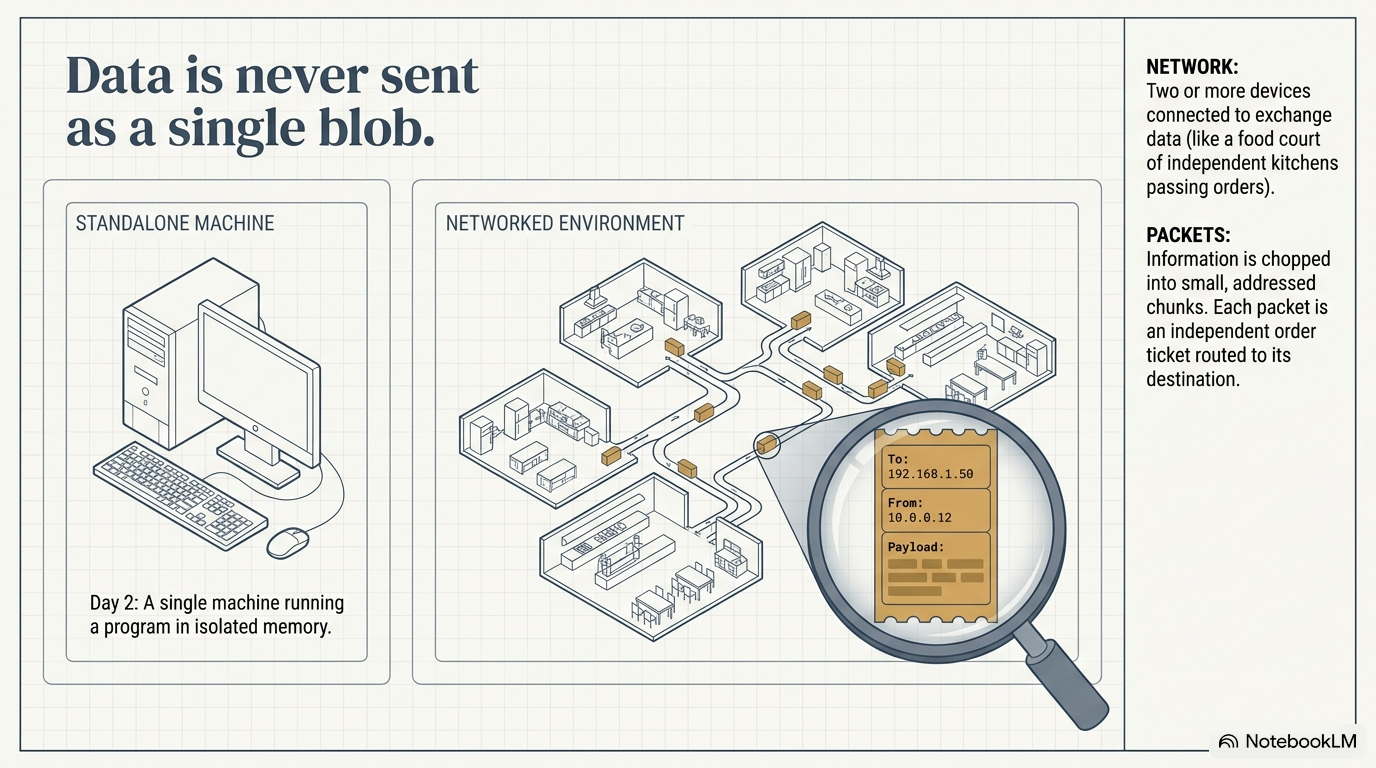 Data is never sent
as a single blob.
STANDALONE MACHINE
Day 2: A single machine running
a program in isolated memory.
NETWORKED ENVIRONMENT
To:
192.168.1.50
From:
10.0.0.12
Payload:
NETWORK:
Two or more devices
connected to exchange
data (like a food court
of independent kitchens
passing orders).
PACKETS:
Information is chopped
into small, addressed
chunks. Each packet is
an independent order
ticket routed to its
destination.
NotebookLM